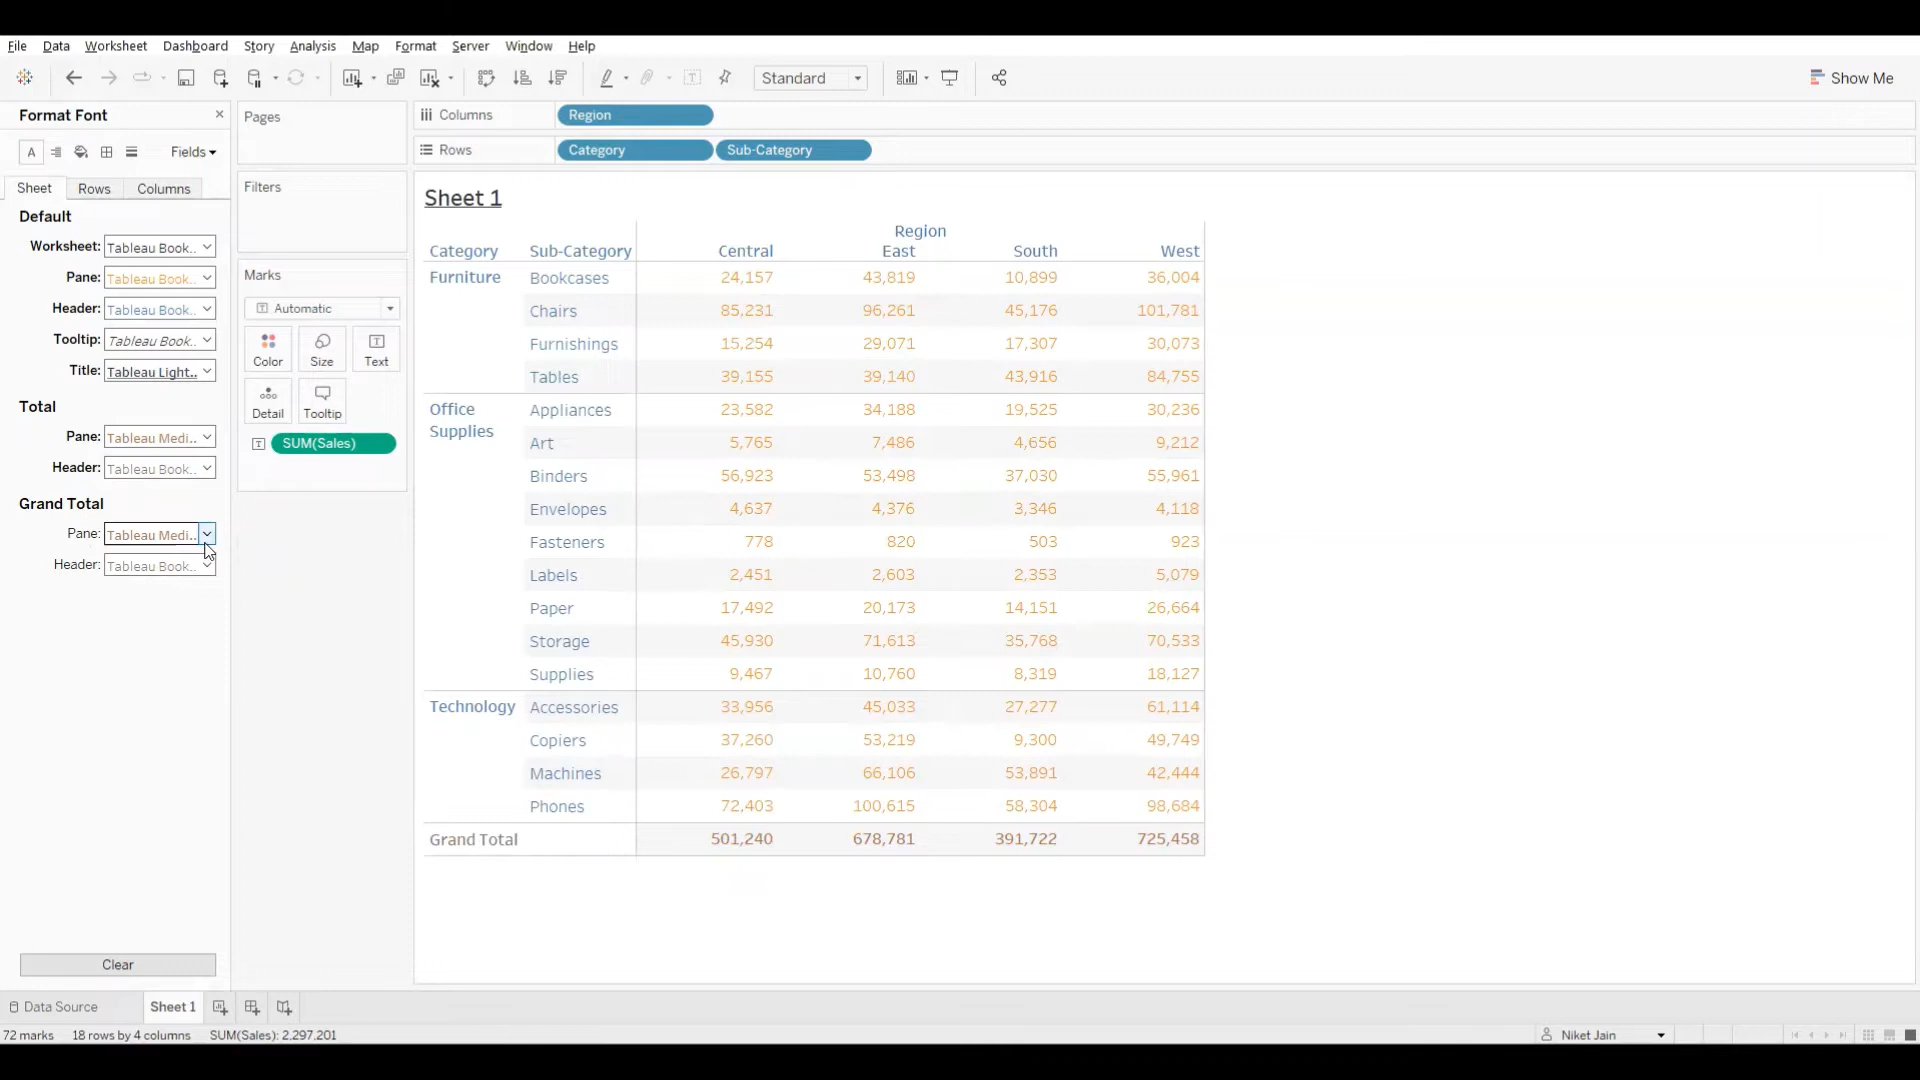 File Data Worksheet Dashboard Story Analysis Map Format Server Window Help
Standard
Show Me
Format Font
Fields
Sheet Rows Columns
Default
Worksheet: Tableau Book..
Pane: Tableau Book..
Header: Tableau Book..
Tooltip: Tableau Book..
Title: Tableau Light..
Total
Pane: Tableau Medi..
Header: Tableau Book..
Grand Total
Pane: Tableau Medi..
Header: Tableau Book..
Clear
Pages
Filters
Marks
Automatic
Color Size Text
Detail Tooltip
SUM(Sales)
Columns Region
Rows Category Sub-Category
Sheet 1
Region
Category Sub-Category Central East South West
Furniture Bookcases 24,157 43,819 10,899 36,004
Chairs 85,231 96,261 45,176 101,781
Furnishings 15,254 29,071 17,307 30,073
Tables 39,155 39,140 43,916 84,755
Office Supplies Appliances 23,582 34,188 19,525 30,236
Art 5,765 7,486 4,656 9,212
Binders 56,923 53,498 37,030 55,961
Envelopes 4,637 4,376 3,346 4,118
Fasteners 778 820 503 923
Labels 2,451 2,603 2,353 5,079
Paper 17,492 20,173 14,151 26,664
Storage 45,930 71,613 35,768 70,533
Supplies 9,467 10,760 8,319 18,127
Technology Accessories 33,956 45,033 27,277 61,114
Copiers 37,260 53,219 9,300 49,749
Machines 26,797 66,106 53,891 42,444
Phones 72,403 100,615 58,304 98,684
Grand Total 501,240 678,781 391,722 725,458
Data Source Sheet 1
72 marks 18 rows by 4 columns SUM(Sales): 2,297,201 Niket Jain